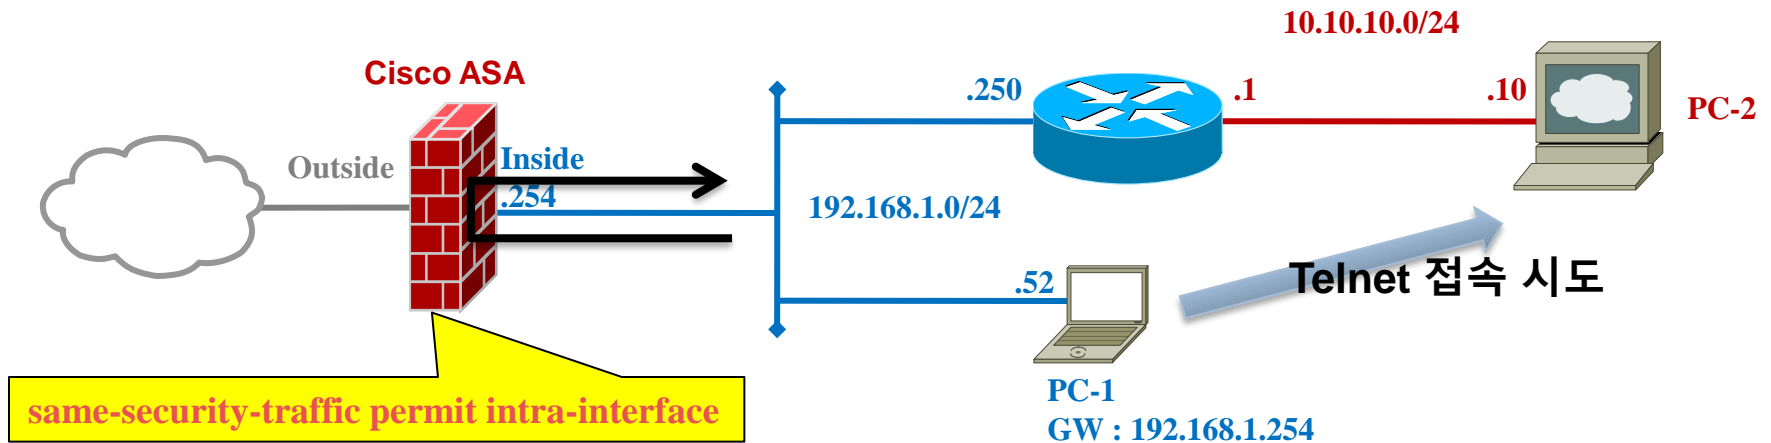 10.10.10.0/24
Cisco ASA
.250
.1
.10
PC-2
Outside
Inside
.254
192.168.1.0/24
Telnet 접속 시도
.52
PC-1
GW : 192.168.1.254
same-security-traffic permit intra-interface